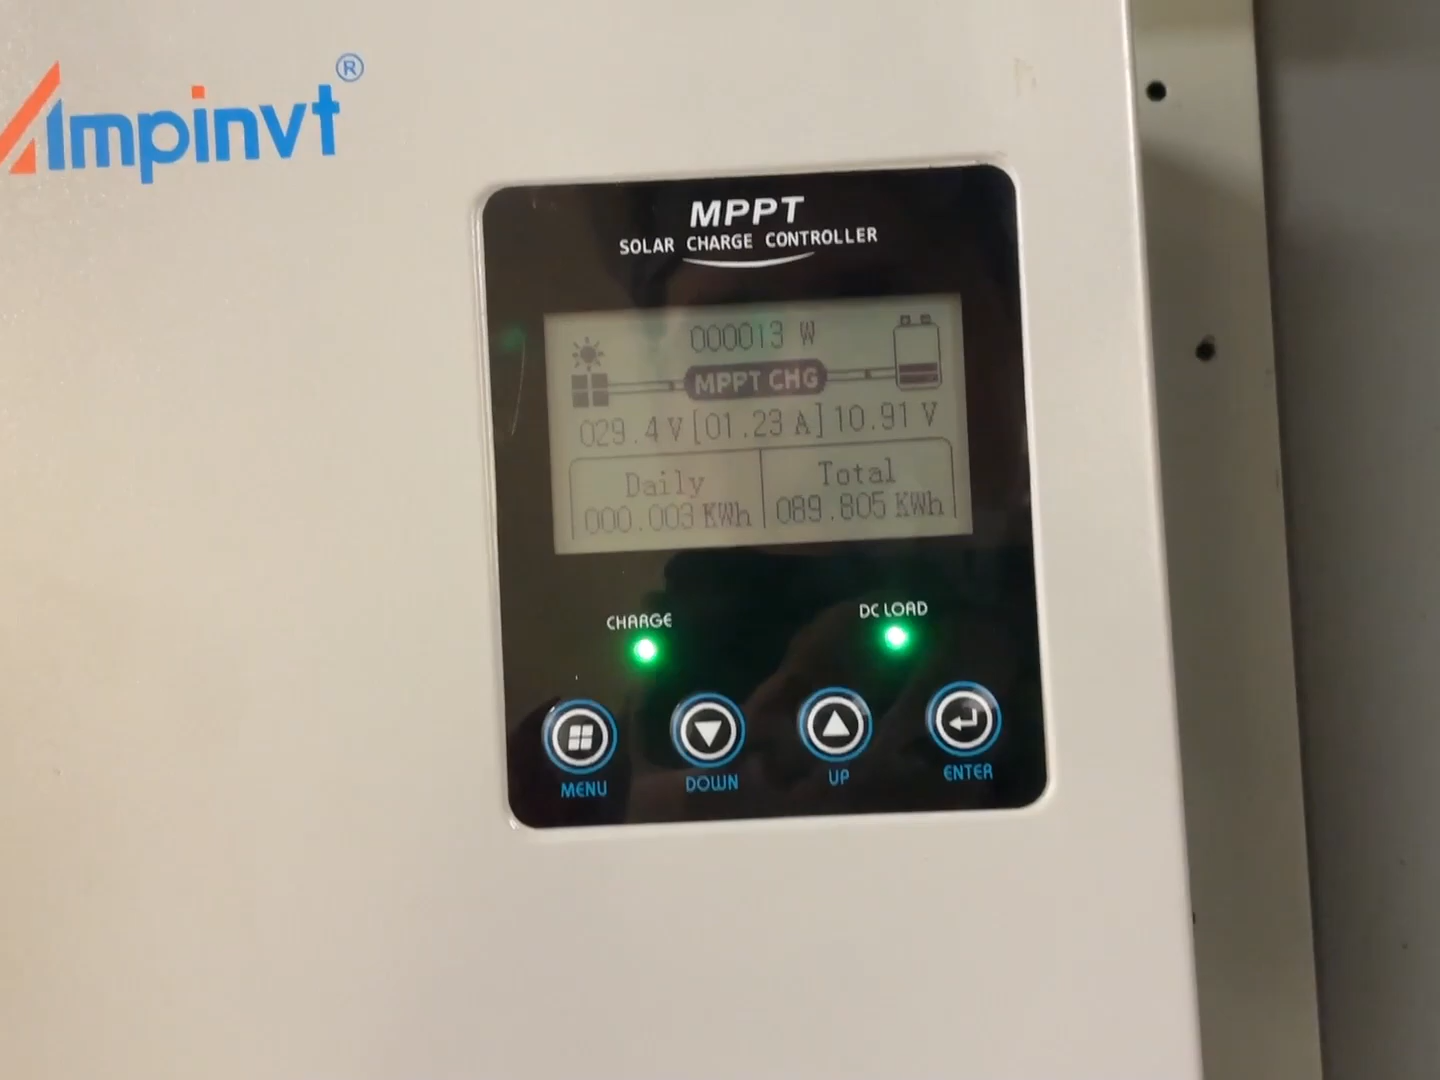 Ampinvt®
MPPT
SOLAR CHARGE CONTROLLER
000013 W
MPPT CHG
029.4 V [01.23 A] 10.91 V
Daily Total
000.003 KWh 089.805 KWh
CHARGE DC LOAD
MENU DOWN UP ENTER